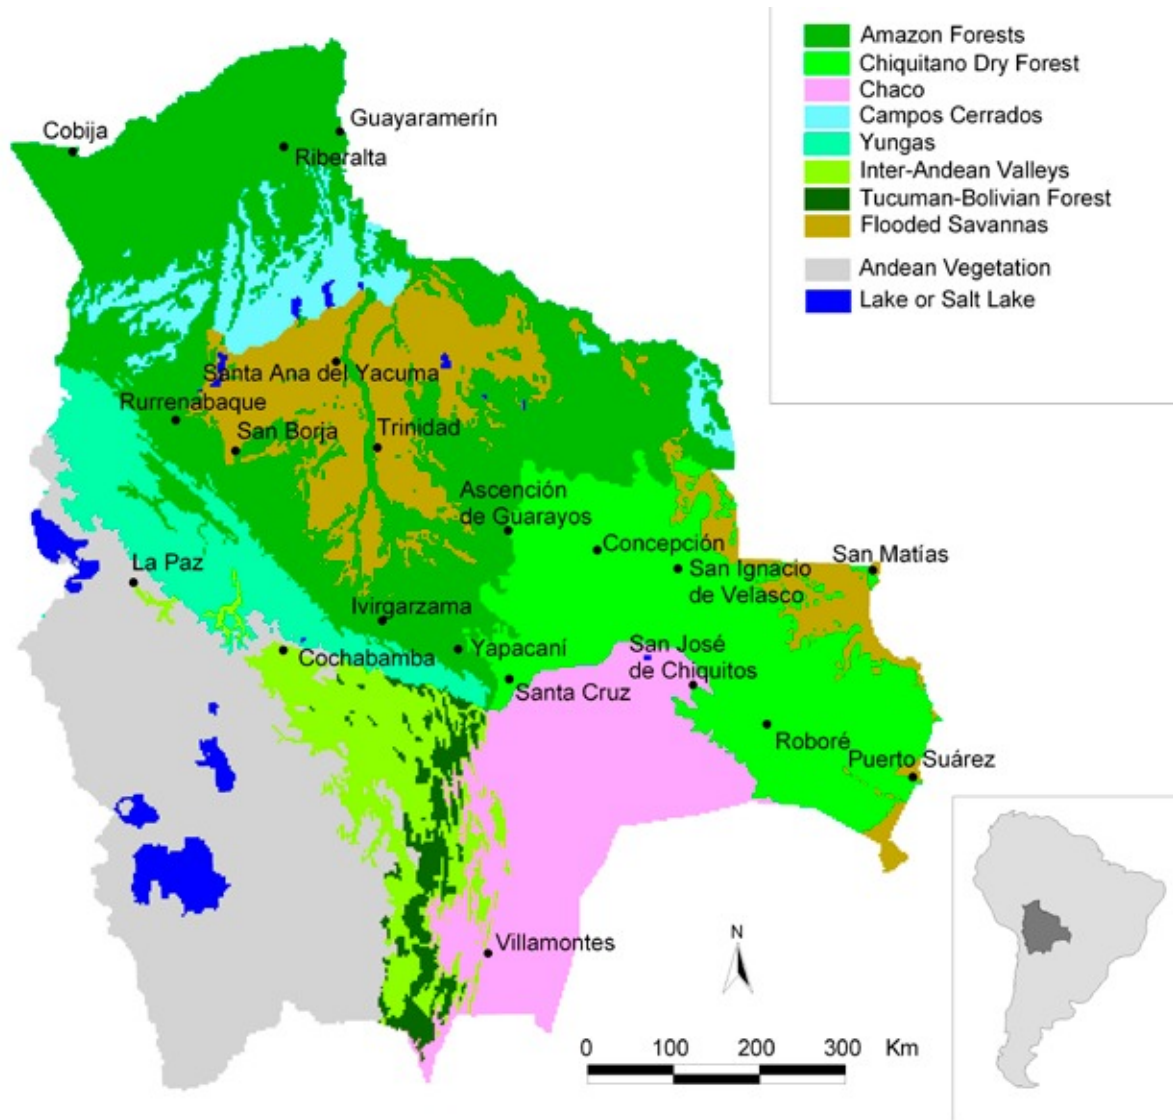 Amazon Forests
Chiquitano Dry Forest
Chaco
Campos Cerrados
Yungas
Inter-Andean Valleys
Tucuman-Bolivian Forest
Flooded Savannas
Andean Vegetation
Lake or Salt Lake
Guayaramerín
Cobija
Riberalta
Santa Ana del Yacuma
Rurrenabaque
San Borja
Trinidad
Ascención
de Guarayos
Concepción
San Matías
La Paz
San Ignacio
de Velasco
Ivirgarzama
Cochabamba
Yapacaní
San José
de Chiquitos
Santa Cruz
Roboré
Puerto Suárez
Villamontes
N
0 100 200 300 Km